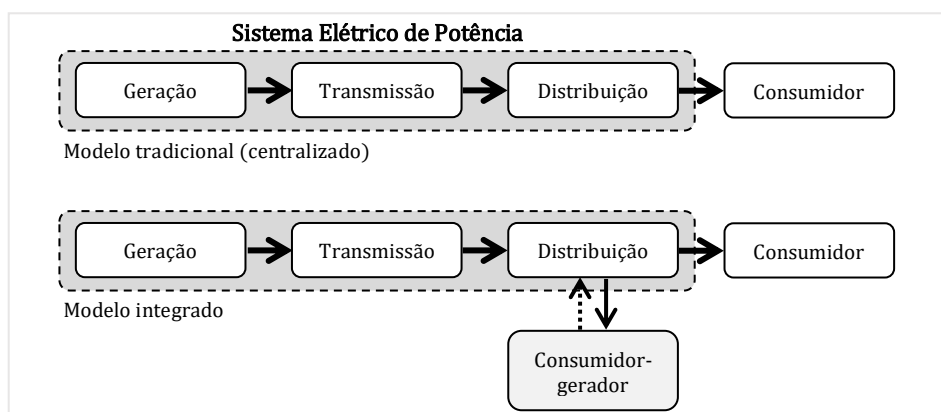 Sistema Elétrico de Potência
Geração
Transmissão
Distribuição
Consumidor
Modelo tradicional (centralizado)
Geração
Transmissão
Distribuição
Consumidor
Modelo integrado
Consumidor-
gerador